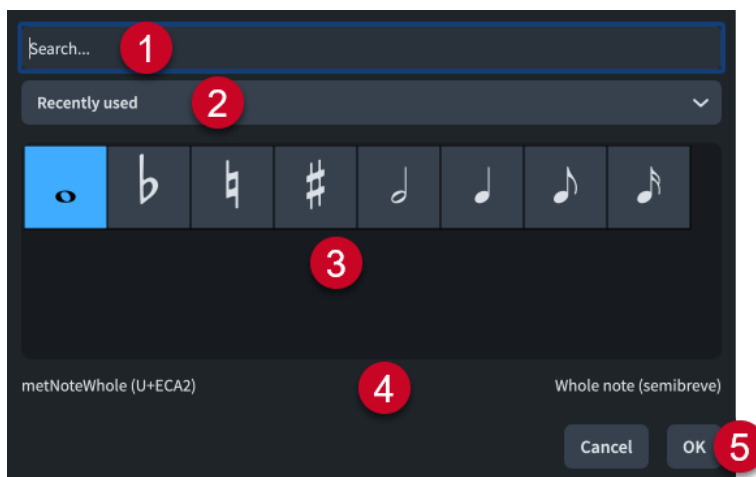 Search... 1
Recently used 2
3
metNoteWhole (U+ECA2) 4 Whole note (semibreve)
Cancel OK 5